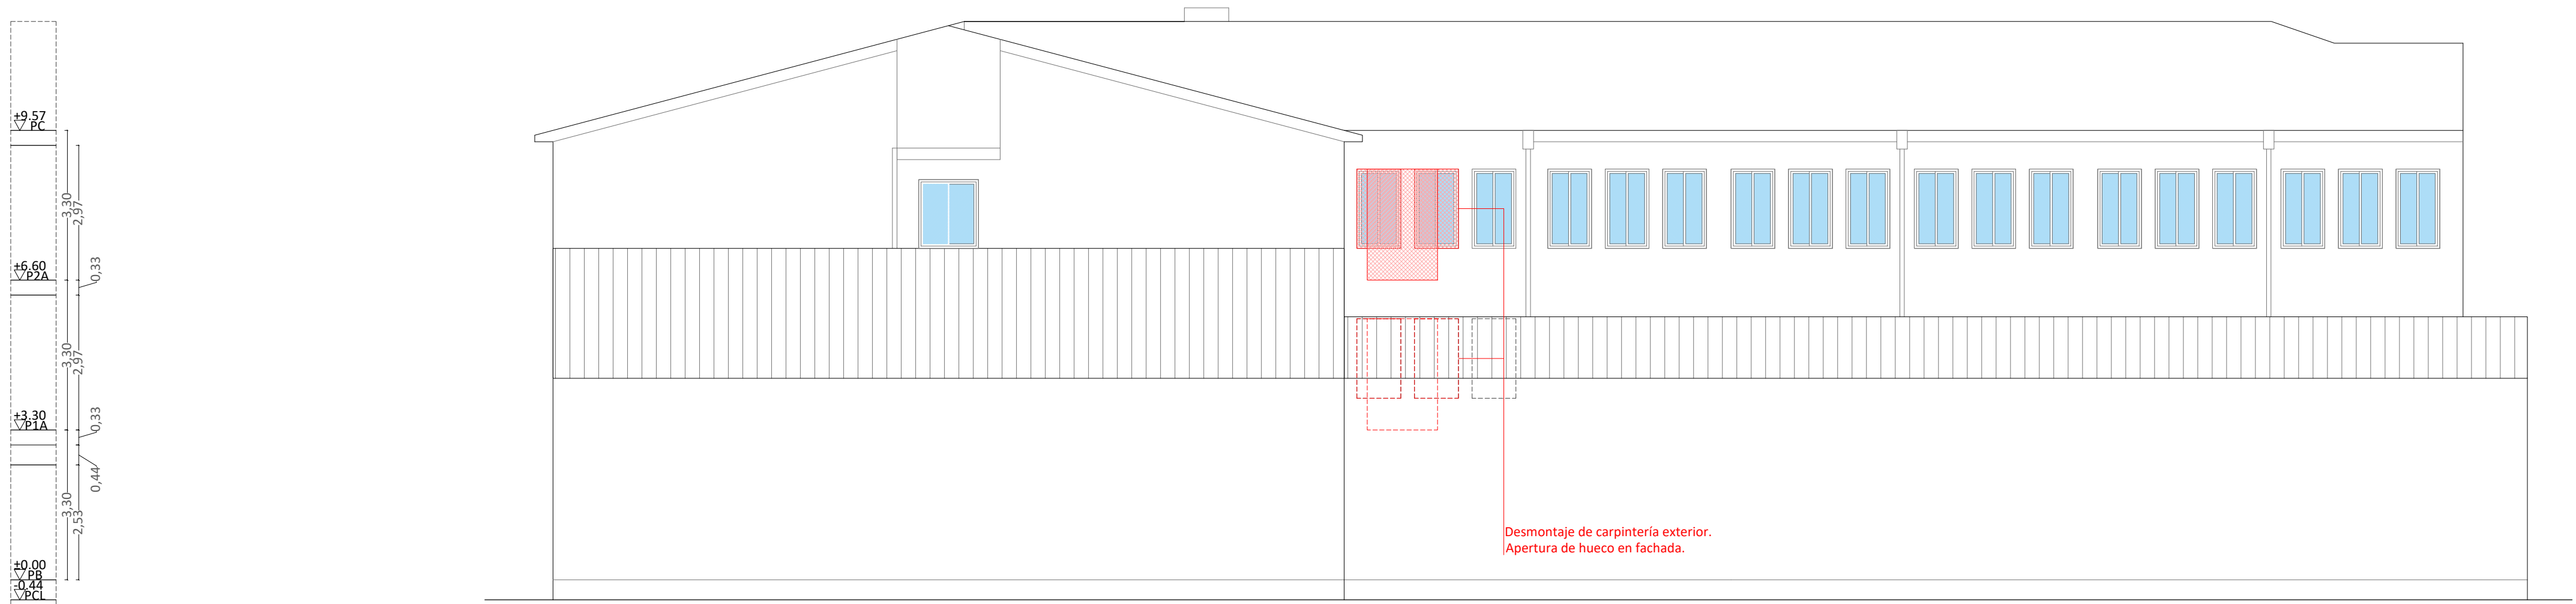 ±9.57
PC
3,30
2,97
±6.60
P2A
0,33
3,30
2,97
±3.30
P1A
0,33
0,44
3,30
2,53
±0.00
PB
-0.44
PCL
Desmontaje de carpintería exterior.
Apertura de hueco en fachada.